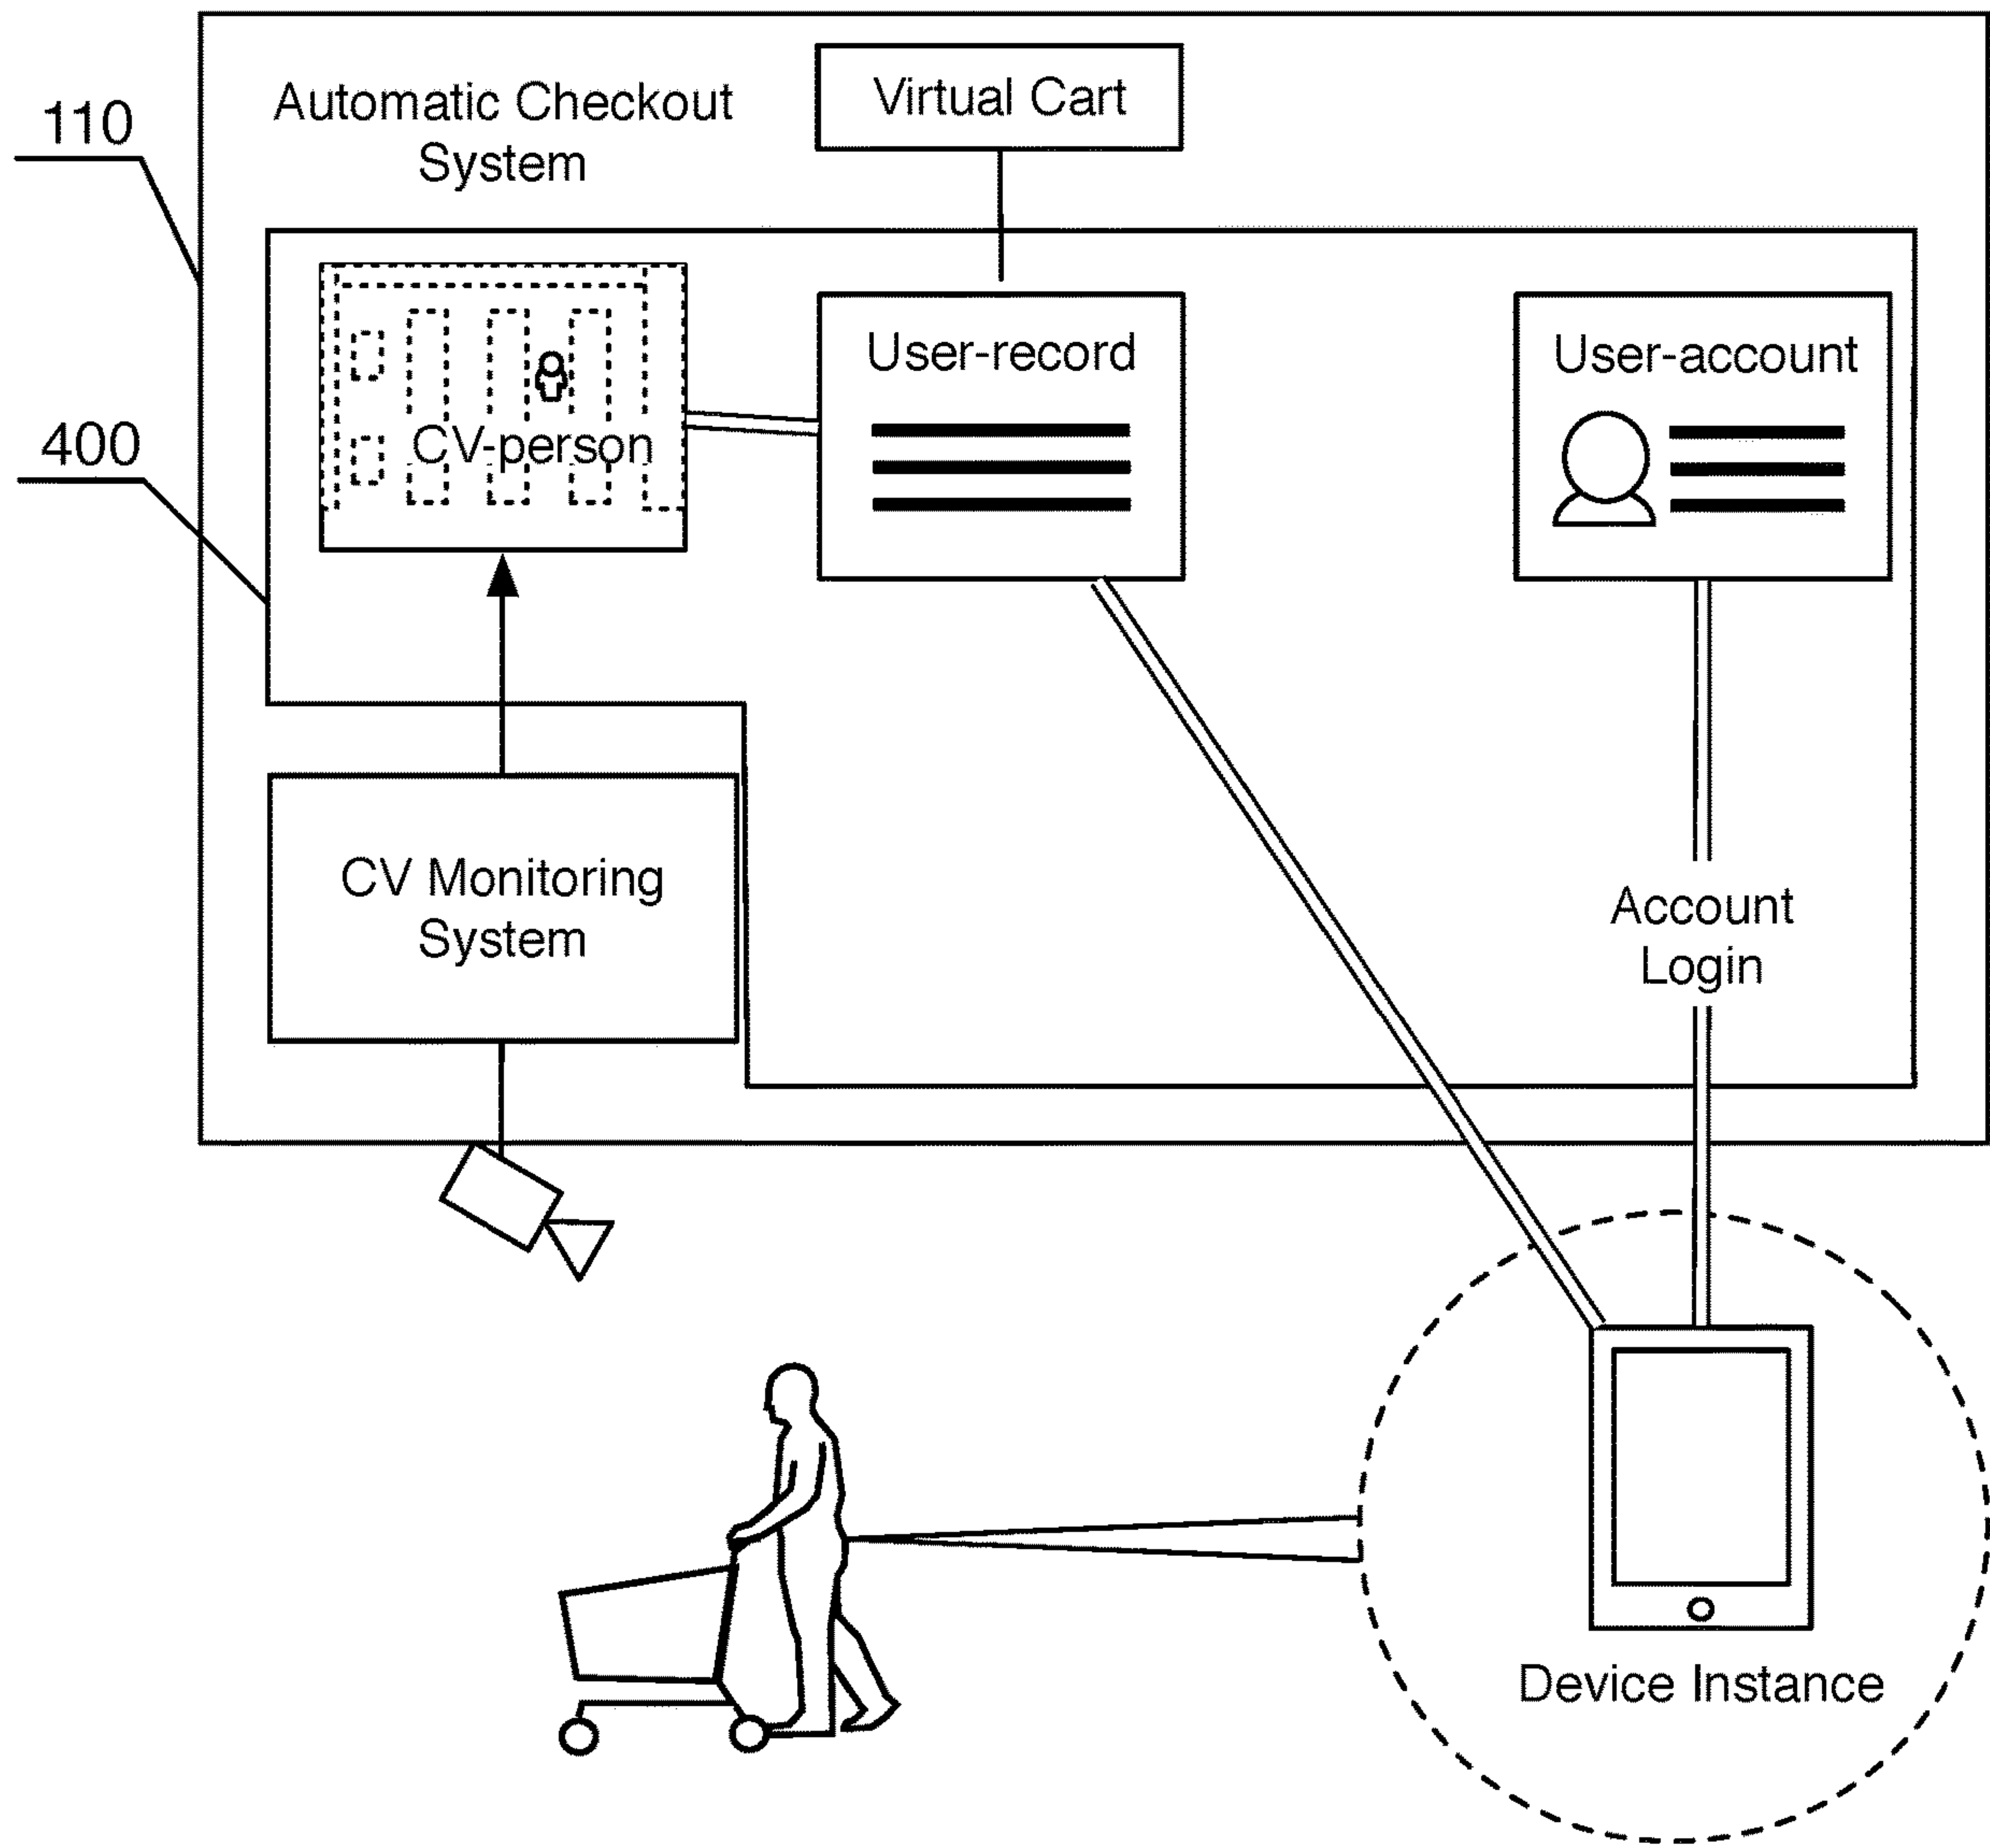 110
Automatic Checkout
System
Virtual Cart
400
CV-person
User-record
User-account
CV Monitoring
System
Account
Login
Device Instance